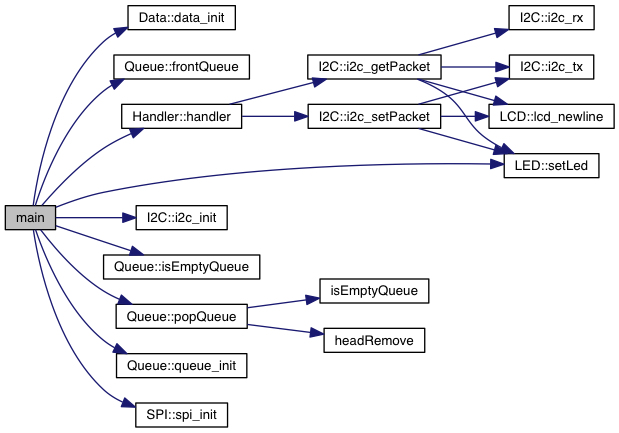 Data::data_init
I2C::i2c_rx
Queue::frontQueue
I2C::i2c_getPacket
I2C::i2c_tx
Handler::handler
I2C::i2c_setPacket
LCD::lcd_newline
LED::setLed
main
I2C::i2c_init
Queue::isEmptyQueue
isEmptyQueue
Queue::popQueue
headRemove
Queue::queue_init
SPI::spi_init